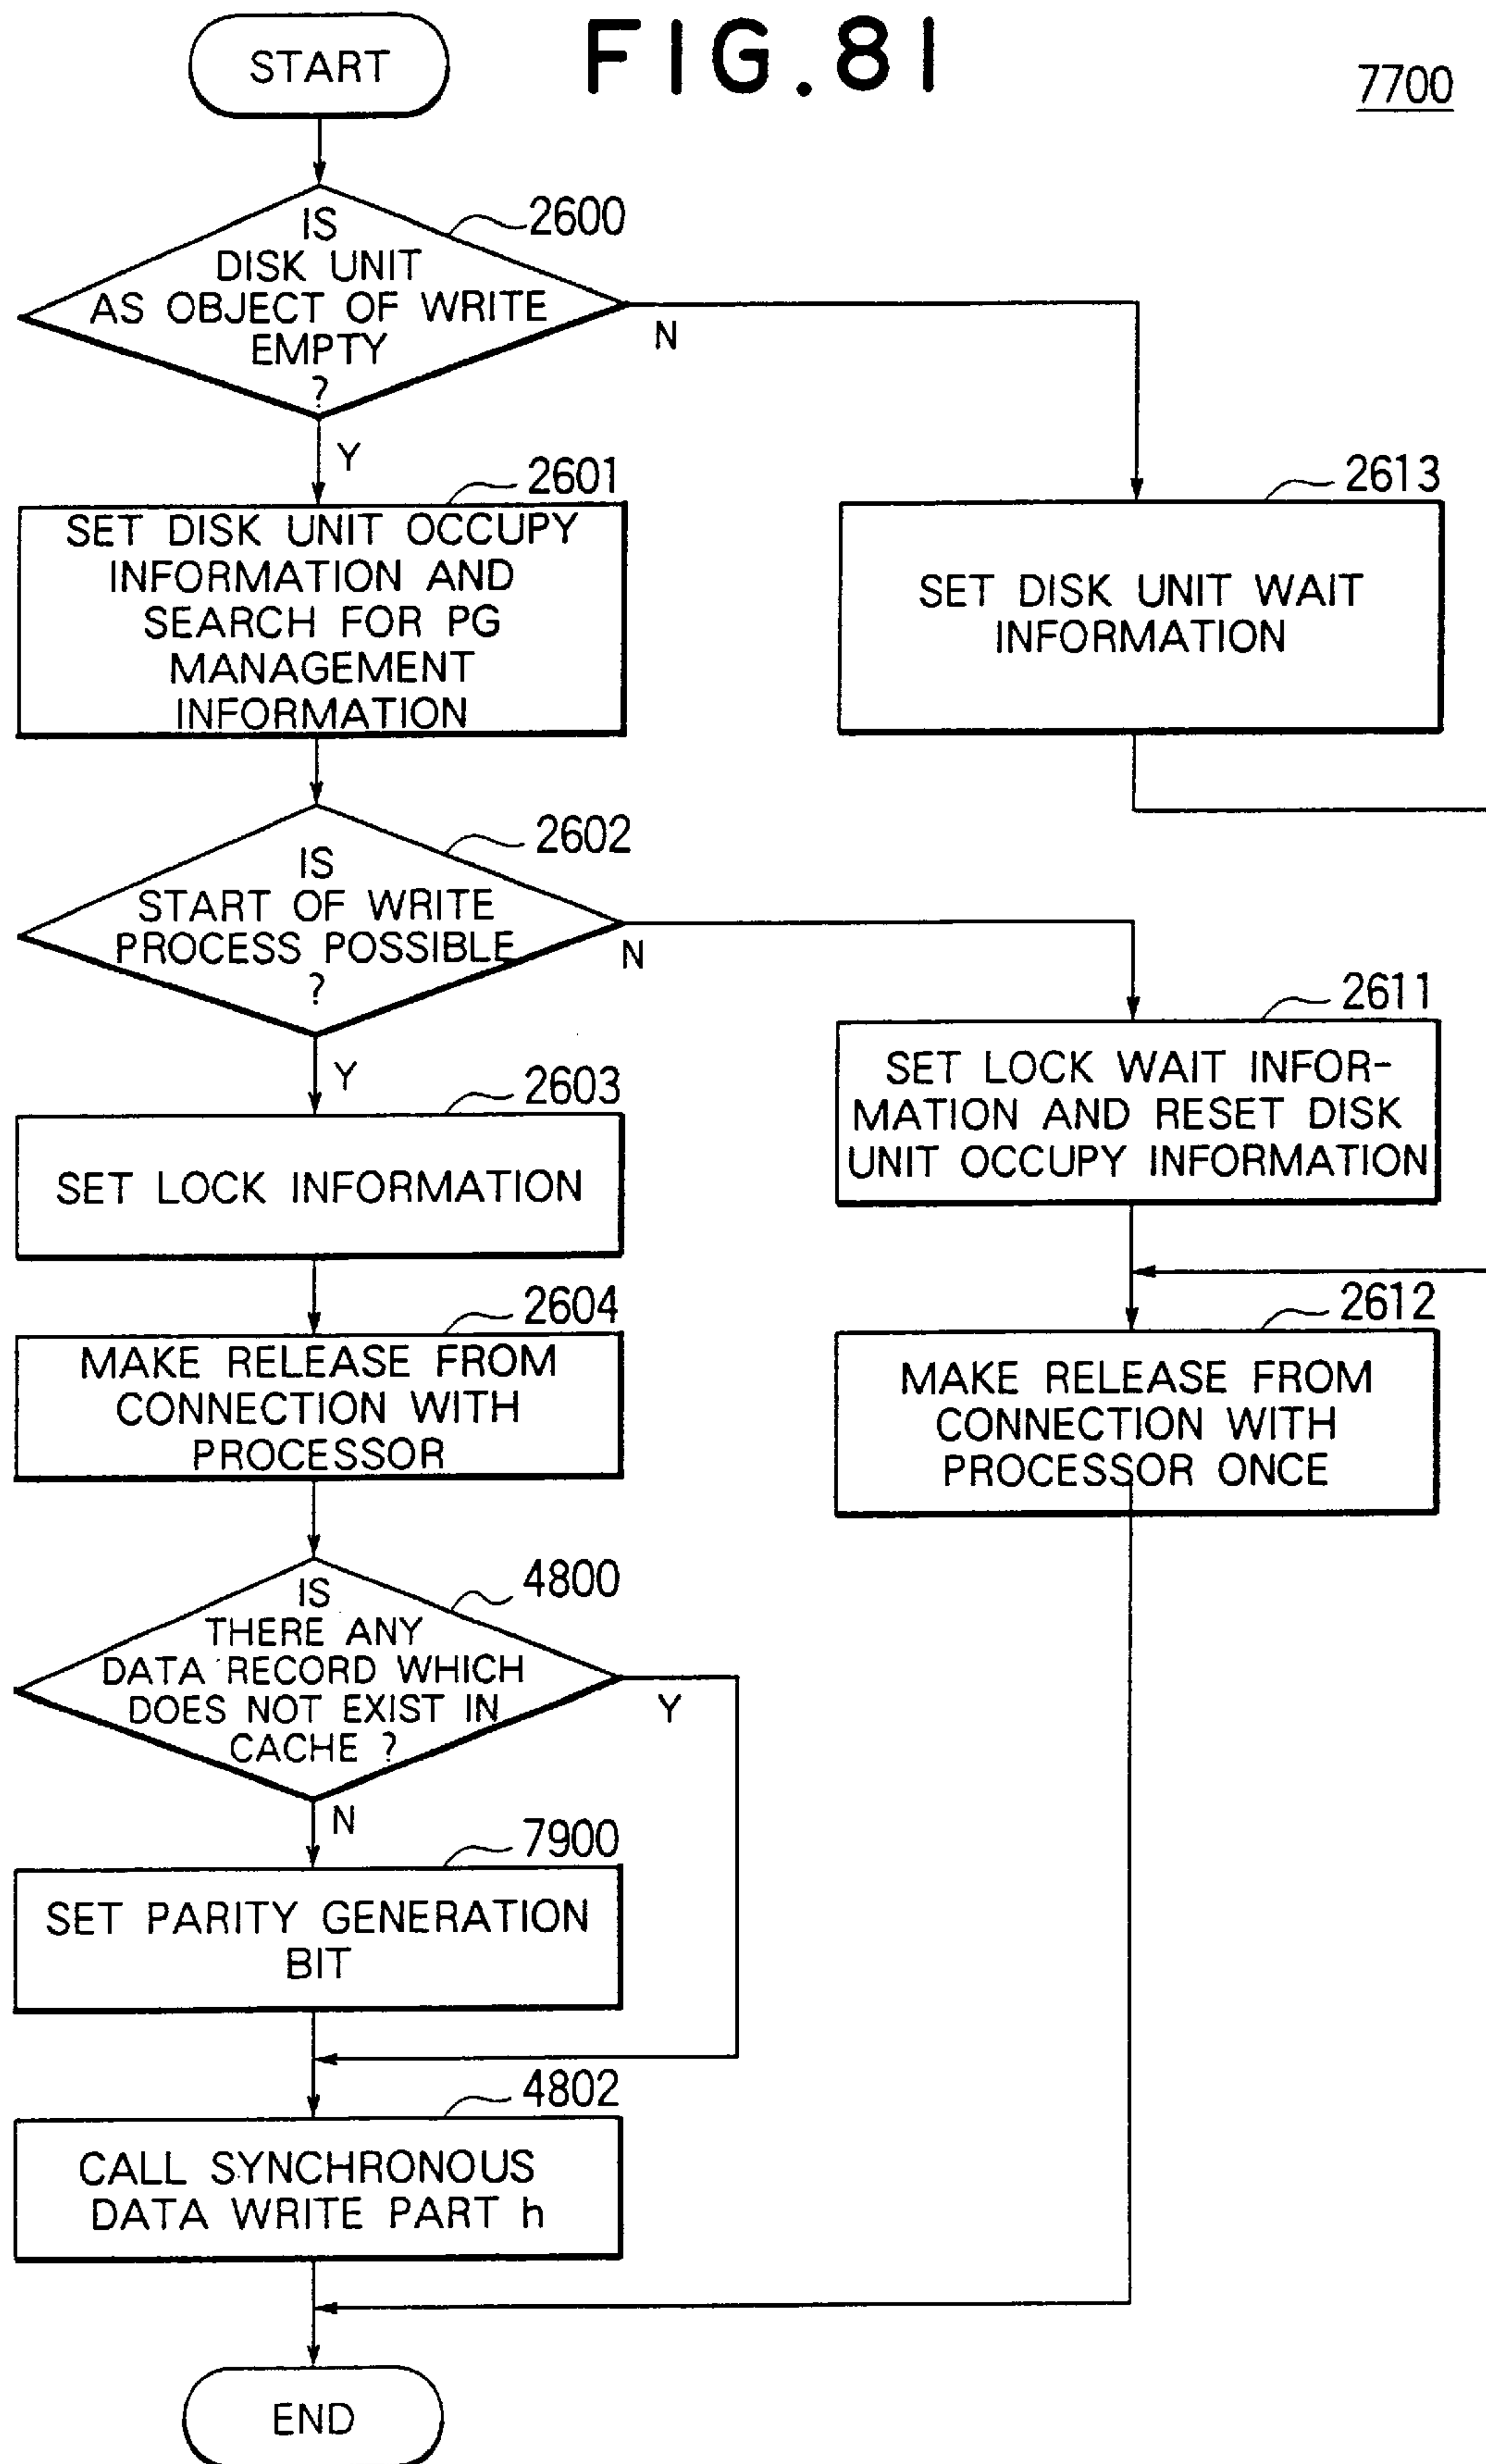 START
FIG.81
7700
2600
IS
DISK UNIT
AS OBJECT OF WRITE
EMPTY
?
N
Y
2601
SET DISK UNIT OCCUPY
INFORMATION AND
SEARCH FOR PG
MANAGEMENT
INFORMATION
2613
SET DISK UNIT WAIT
INFORMATION
2602
IS
START OF WRITE
PROCESS POSSIBLE
?
N
Y
2611
SET LOCK WAIT INFOR-
MATION AND RESET DISK
UNIT OCCUPY INFORMATION
2603
SET LOCK INFORMATION
2604
MAKE RELEASE FROM
CONNECTION WITH
PROCESSOR
2612
MAKE RELEASE FROM
CONNECTION WITH
PROCESSOR ONCE
4800
IS
THERE ANY
DATA RECORD WHICH
DOES NOT EXIST IN
CACHE ?
Y
N
7900
SET PARITY GENERATION
BIT
4802
CALL SYNCHRONOUS
DATA WRITE PART h
END